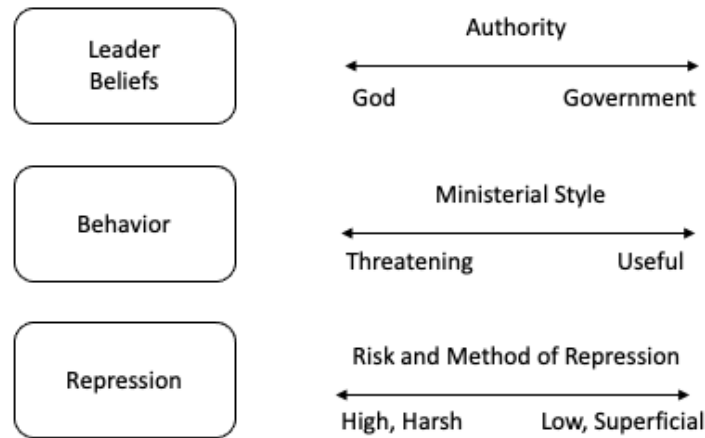 Leader
Beliefs
Authority
God Government
Behavior
Ministerial Style
Threatening Useful
Repression
Risk and Method of Repression
High, Harsh Low, Superficial